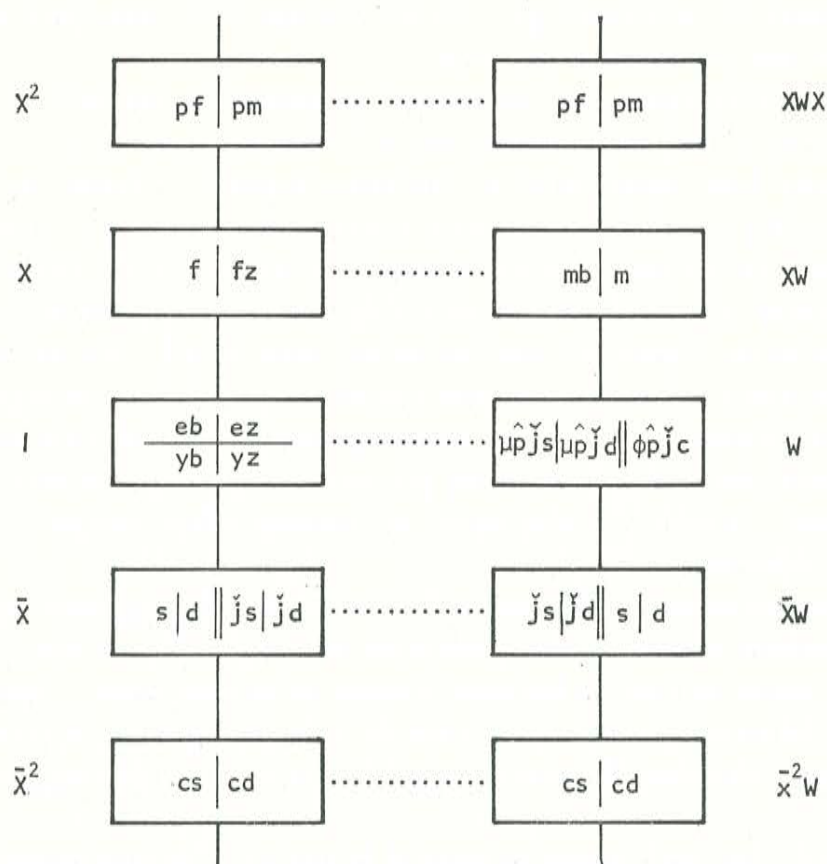 X² pf | pm pf | pm XWX
X f | fz mb | m XW
I eb | ez μp̂ǰs | μp̂ǰd || φp̂ǰc W
yb | yz
X̄ s | d || ǰs | ǰd ǰs | ǰd || s | d X̄W
X̄² cs | cd cs | cd x̄²W